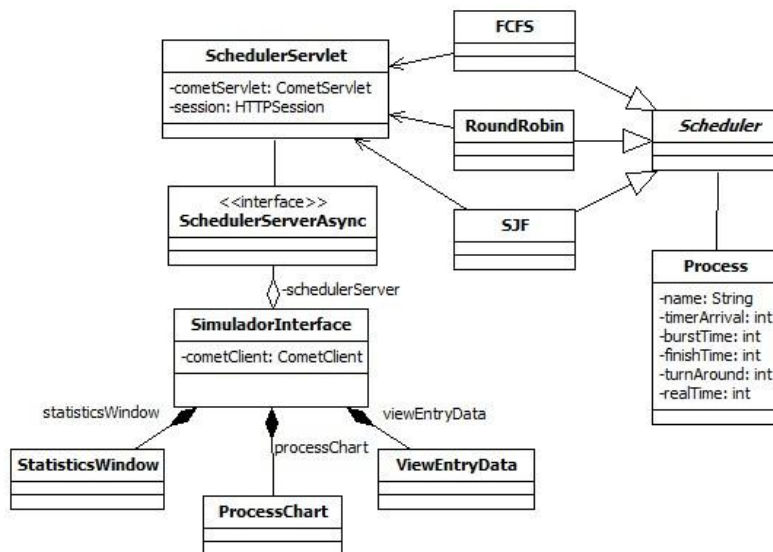 SchedulerServlet
-cometServlet: CometServlet
-session: HTTPSession
FCFS
RoundRobin
SJF
Scheduler
Process
-name: String
-timerArrival: int
-burstTime: int
-finishTime: int
-turnAround: int
-realTime: int
<<interface>>
SchedulerServerAsync
-schedulerServer
SimuladorInterface
-cometClient: CometClient
statisticsWindow
processChart
viewEntryData
StatisticsWindow
ProcessChart
ViewEntryData